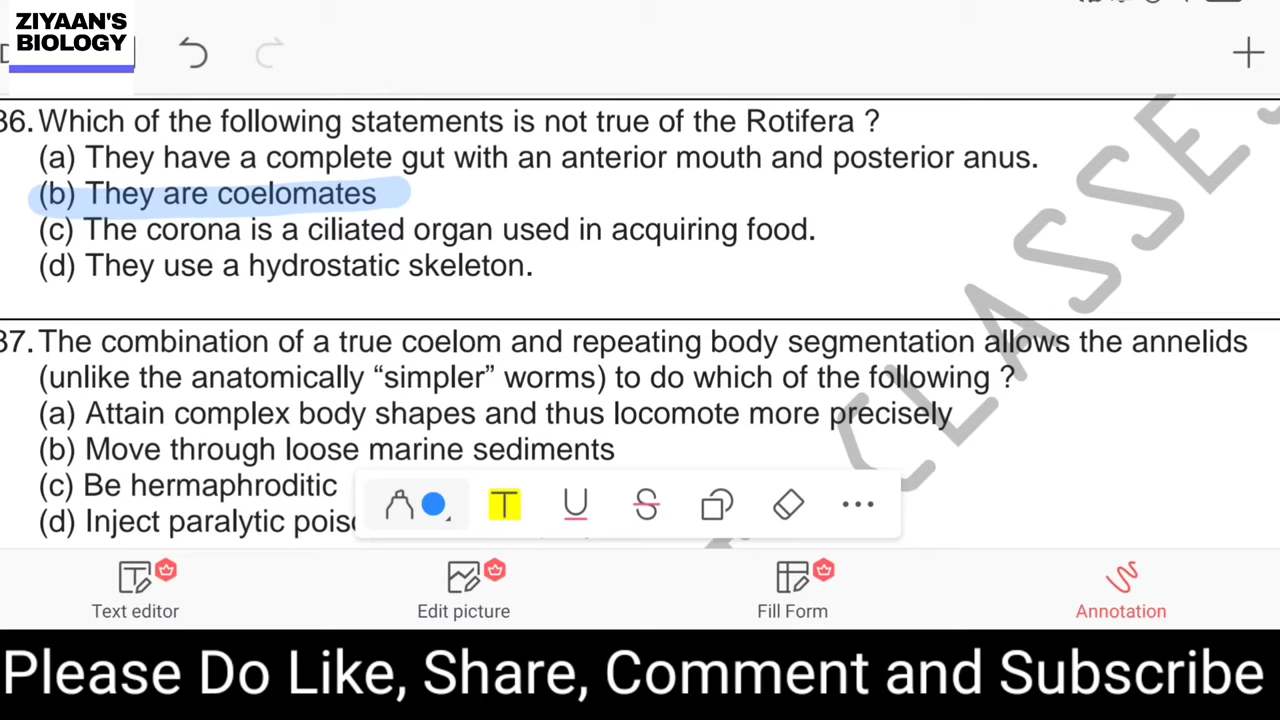 ZIYAAN'S
BIOLOGY
36. Which of the following statements is not true of the Rotifera ?
(a) They have a complete gut with an anterior mouth and posterior anus.
(b) They are coelomates
(c) The corona is a ciliated organ used in acquiring food.
(d) They use a hydrostatic skeleton.
37. The combination of a true coelom and repeating body segmentation allows the annelids
(unlike the anatomically “simpler” worms) to do which of the following ?
(a) Attain complex body shapes and thus locomote more precisely
(b) Move through loose marine sediments
(c) Be hermaphroditic
(d) Inject paralytic
CLASSES
T U S
Text editor
Edit picture
Fill Form
Annotation
Please Do Like, Share, Comment and Subscribe